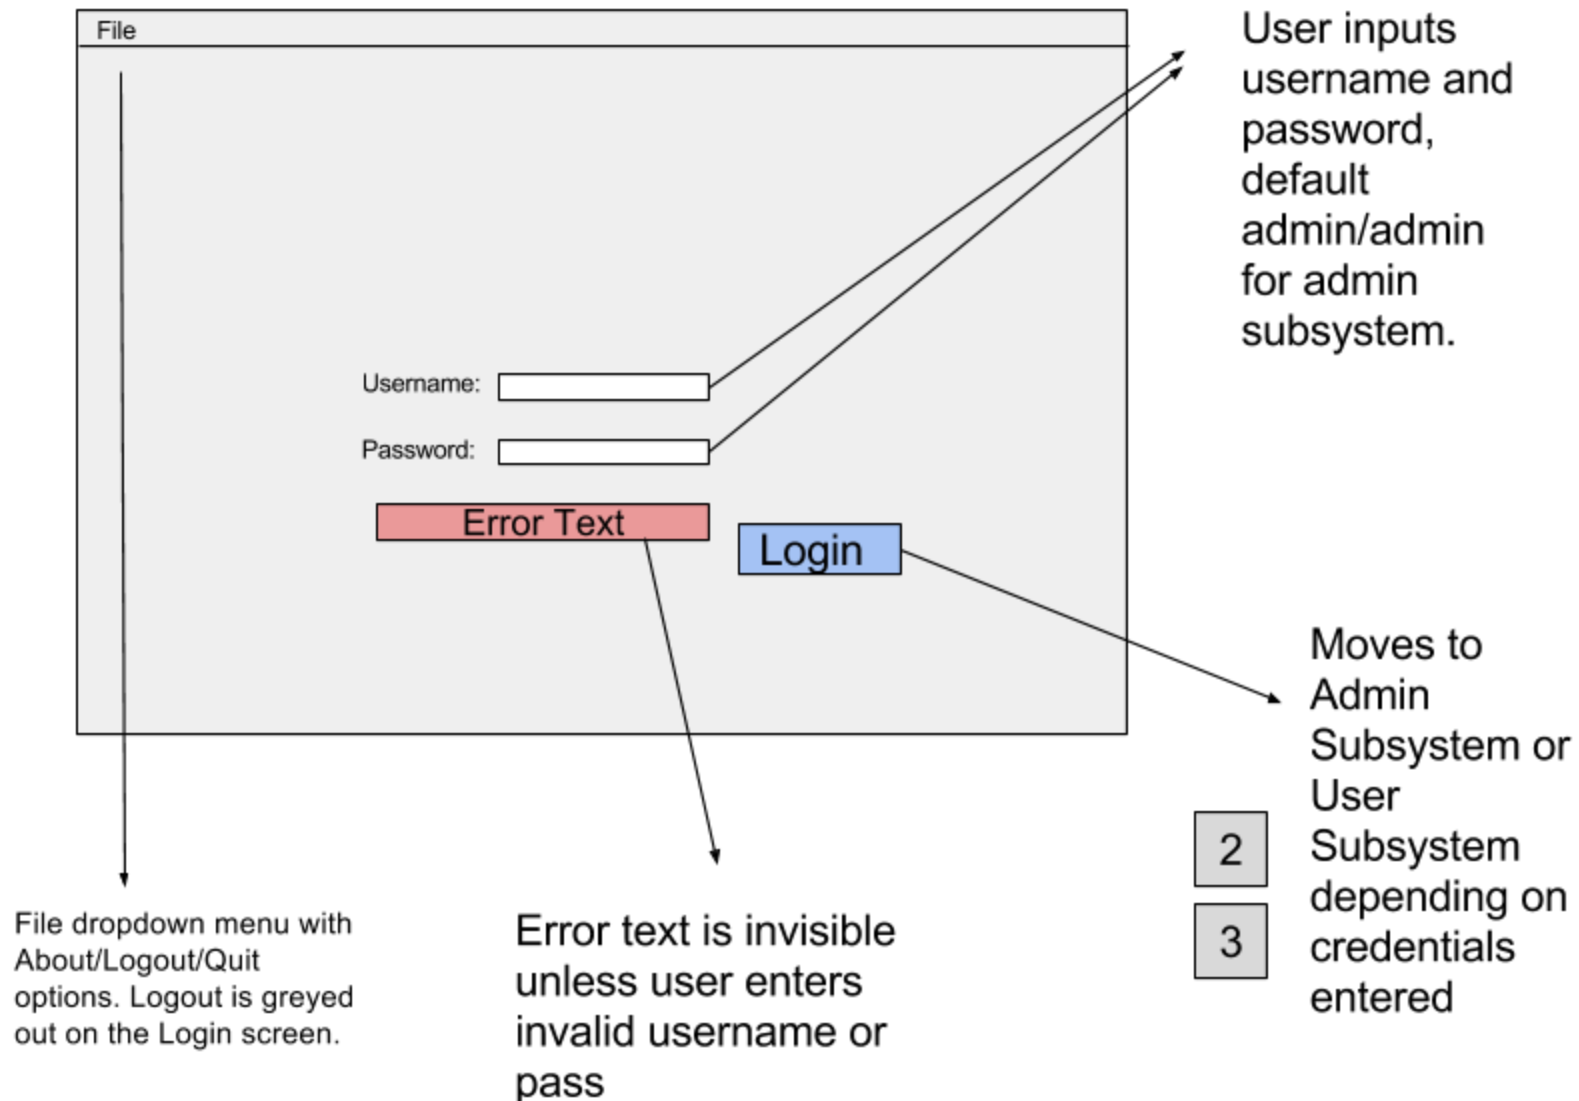 File
User inputs
username and
password,
default
admin/admin
for admin
subsystem.
Username:
Password:
Error Text
Login
Moves to
Admin
Subsystem or
User
Subsystem
depending on
credentials
entered
2
3
File dropdown menu with
About/Logout/Quit
options. Logout is greyed
out on the Login screen.
Error text is invisible
unless user enters
invalid username or
pass